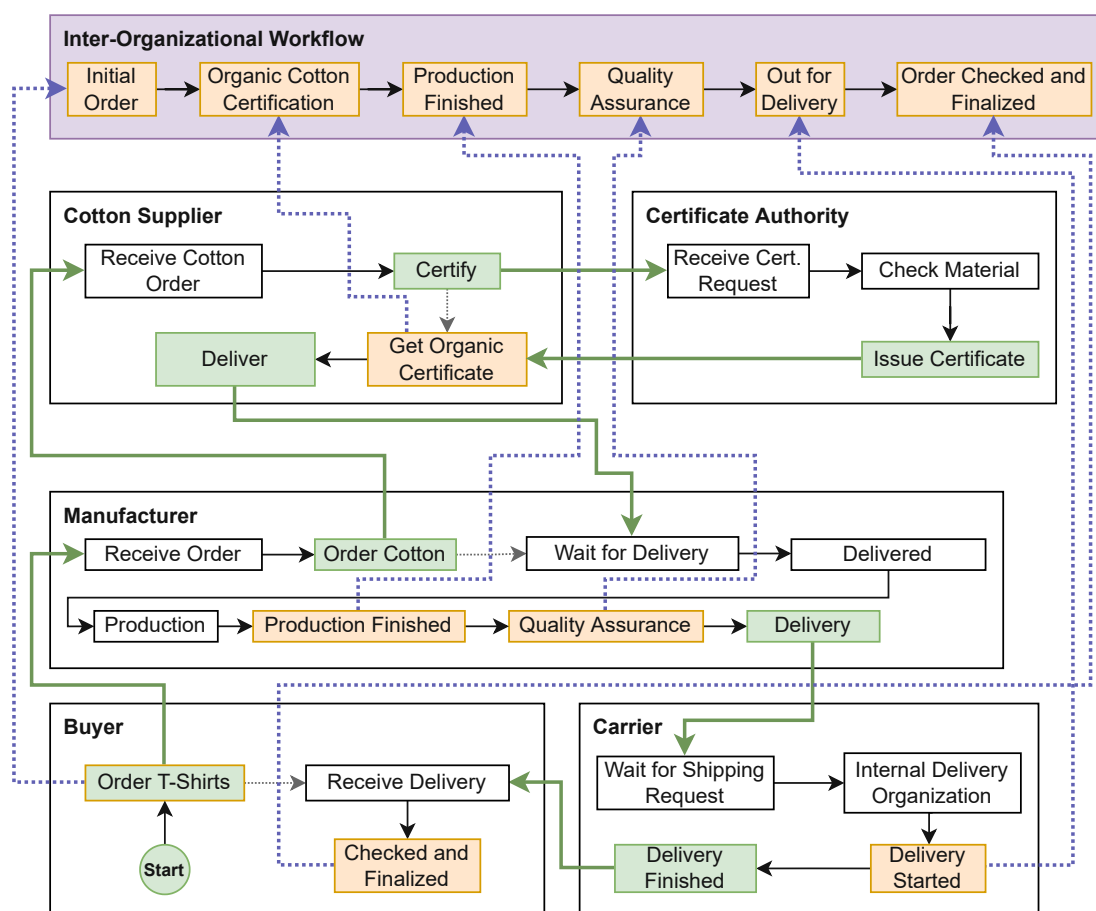 Inter-Organizational Workflow
Initial
Order
Organic Cotton
Certification
Production
Finished
Quality
Assurance
Out for
Delivery
Order Checked and
Finalized
Cotton Supplier
Receive Cotton
Order
Certify
Deliver
Get Organic
Certificate
Certificate Authority
Receive Cert.
Request
Check Material
Issue Certificate
Manufacturer
Receive Order
Order Cotton
Wait for Delivery
Delivered
Production
Production Finished
Quality Assurance
Delivery
Buyer
Order T-Shirts
Receive Delivery
Start
Checked and
Finalized
Carrier
Wait for Shipping
Request
Internal Delivery
Organization
Delivery
Finished
Delivery
Started